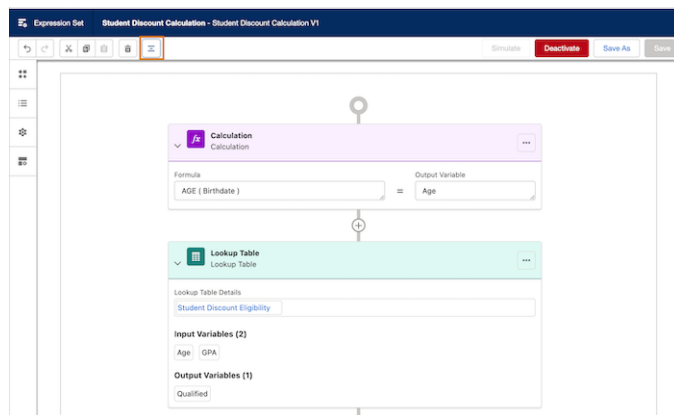 Expression Set Student Discount Calculation - Student Discount Calculation V1
Simulate Deactivate Save As Save
fx Calculation
Calculation
Formula Output Variable
AGE ( Birthdate ) = Age
Lookup Table
Lookup Table
Lookup Table Details
Student Discount Eligibility
Input Variables (2)
Age GPA
Output Variables (1)
Qualified